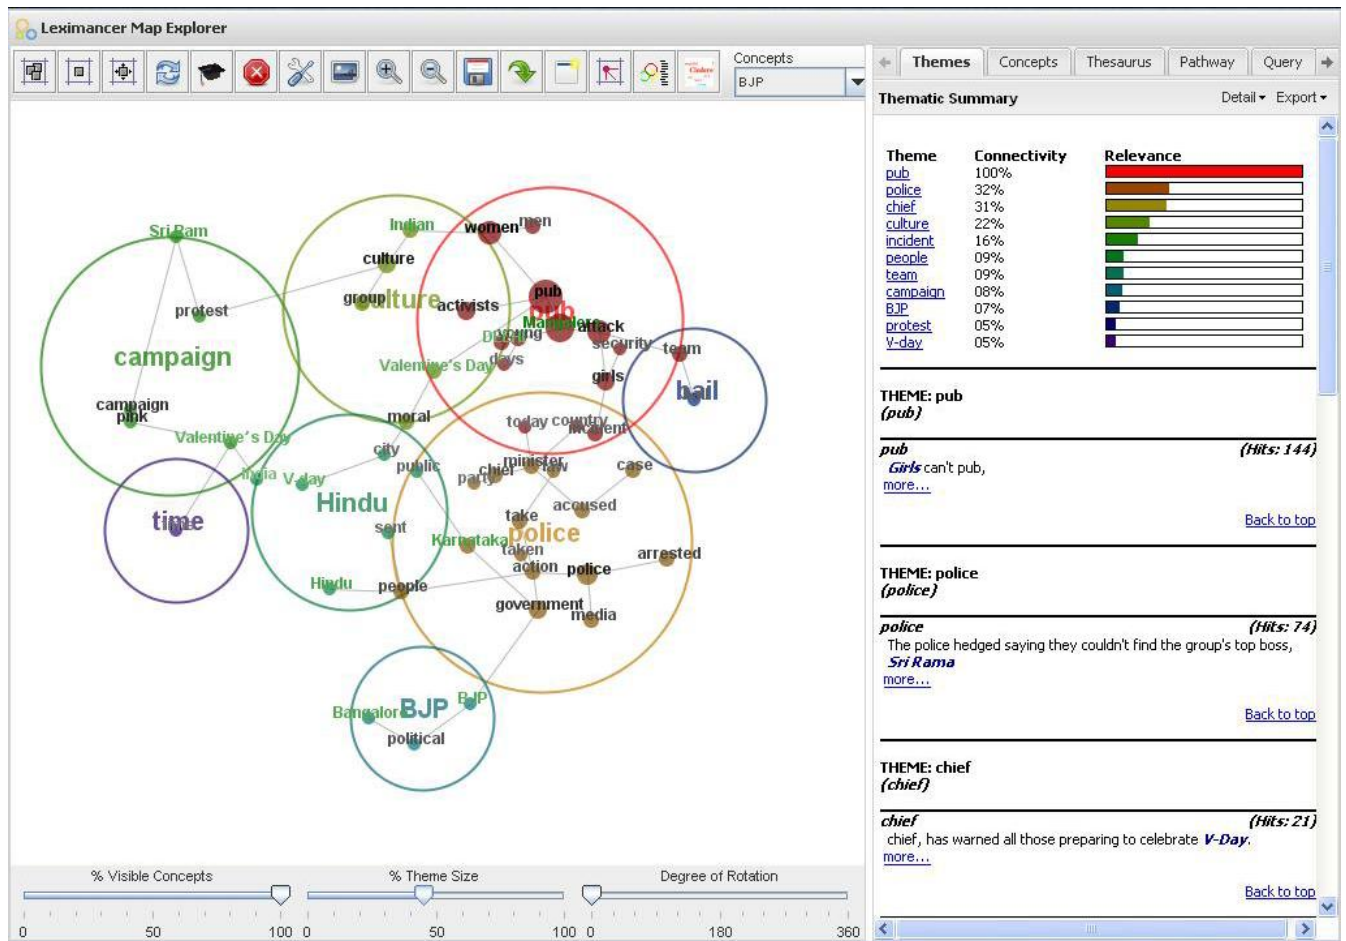 Leximancer Map Explorer
Concepts
BJP
Themes Concepts Thesaurus Pathway Query
Thematic Summary Detail Export
Theme Connectivity Relevance
pub 100%
police 32%
chief 31%
culture 22%
incident 16%
people 09%
team 09%
campaign 08%
BJP 07%
protest 05%
V-day 05%
THEME: pub
(pub)
pub (Hits: 144)
Girls can't pub,
more...
Back to top
THEME: police
(police)
police (Hits: 74)
The police hedged saying they couldn't find the group's top boss,
Sri Rama
more...
Back to top
THEME: chief
(chief)
chief (Hits: 21)
chief, has warned all those preparing to celebrate V-Day.
more...
Back to top
Sri Ram
Indian
women
men
culture
group
culture
activists
pub
pub
Mangalore
attack
young
security
team
protest
campaign
Valentine's Day
days
girls
bail
campaign
pink
moral
today
country
incident
Valentine's Day
city
public
India
V-day
Hindu
party
chief
minister
law
case
accused
time
sent
take
police
Karnataka
taken
action
police
arrested
Hindu
people
government
media
Bangalore
BJP
BJP
political
% Visible Concepts
0 50 100
% Theme Size
0 50 100
Degree of Rotation
0 180 360